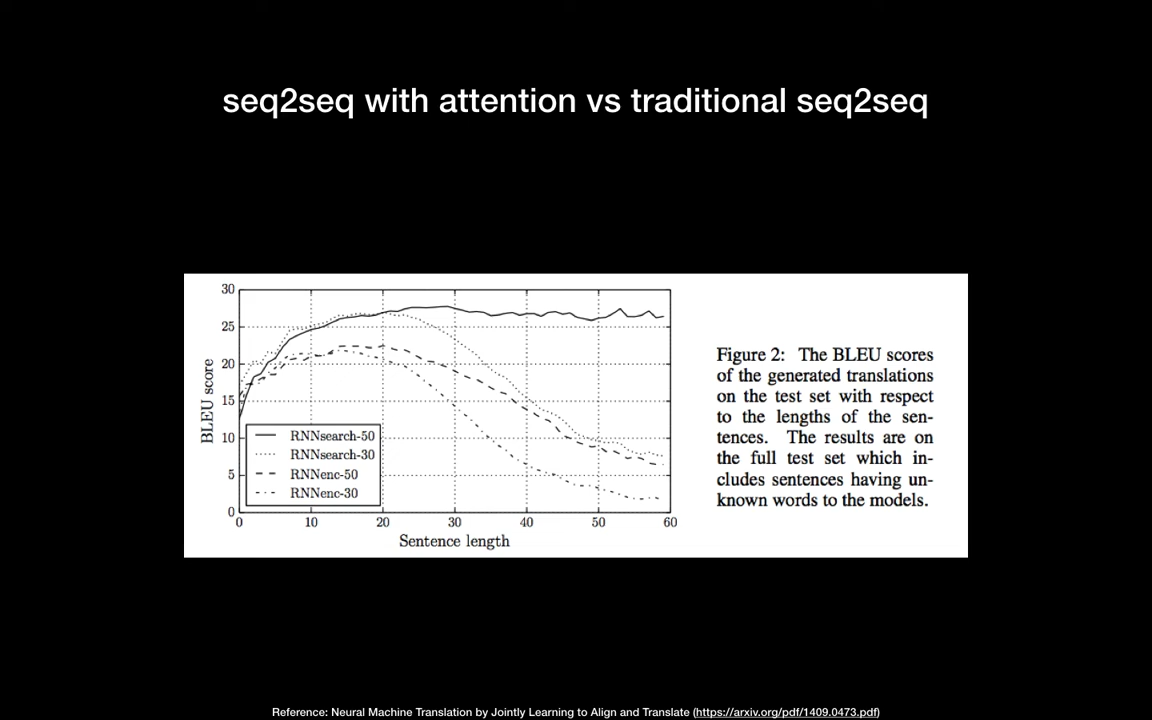 seq2seq with attention vs traditional seq2seq
30
25
20
15
10
5
0
BLEU score
RNNsearch-50
RNNsearch-30
RNNenc-50
RNNenc-30
0 10 20 30 40 50 60
Sentence length
Figure 2: The BLEU scores
of the generated translations
on the test set with respect
to the lengths of the sen-
tences. The results are on
the full test set which in-
cludes sentences having un-
known words to the models.
Reference: Neural Machine Translation by Jointly Learning to Align and Translate (https://arxiv.org/pdf/1409.0473.pdf)